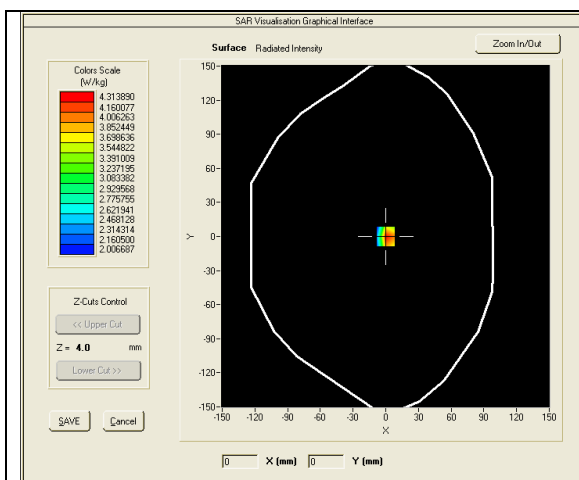 SAR Visualisation Graphical Interface
Surface Radiated Intensity
Zoom In/Out
Colors Scale
(W/kg)
4.313890
4.160077
4.006263
3.852449
3.698636
3.544822
3.391009
3.237195
3.083382
2.929568
2.775755
2.621941
2.468128
2.314314
2.160500
2.006687
Z-Cuts Control
<< Upper Cut
Z = 4.0 mm
Lower Cut >>
SAVE Cancel
150
120
90
60
30
0
-30
-60
-90
-120
-150
Y
-150 -120 -90 -60 -30 0 30 60 90 120 150
X
0 X (mm) 0 Y (mm)